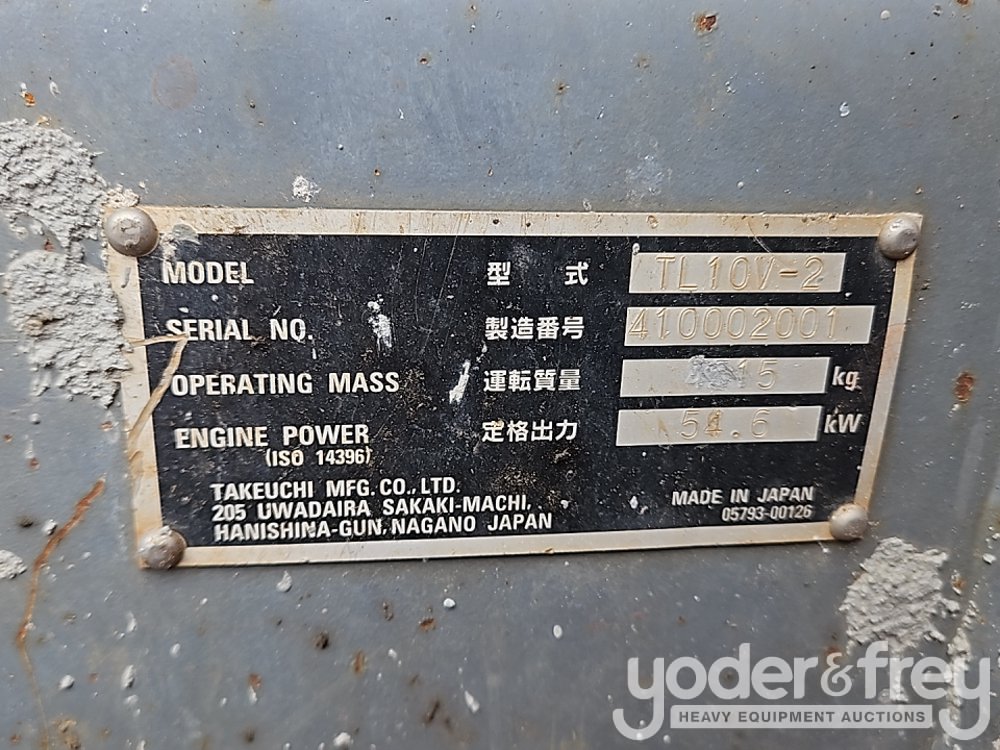 MODEL 型 式 TL10V-2
SERIAL NO. 製造番号 410002001
OPERATING MASS 運転質量 kg
ENGINE POWER 定格出力 54.6 kW
(ISO 14396)
TAKEUCHI MFG. CO., LTD.
205 UWADAIRA SAKAKI-MACHI,
HANISHINA-GUN, NAGANO JAPAN
MADE IN JAPAN
05793-00126
yoder&frey
HEAVY EQUIPMENT AUCTIONS